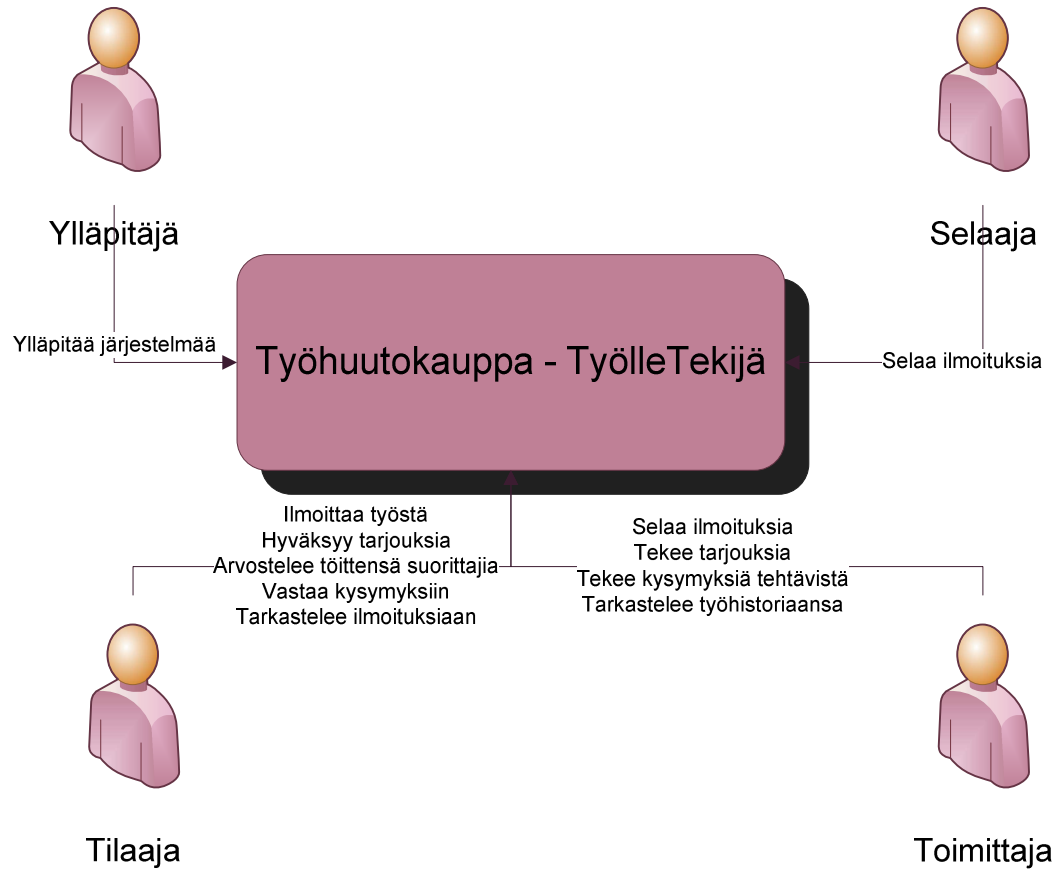 Ylläpitäjä
Selaaja
Ylläpitää järjestelmää
Työhuutokauppa - TyölleTekijä
Selaa ilmoituksia
Ilmoittaa työstä
Hyväksyy tarjouksia
Arvostelee töittensä suorittajia
Vastaa kysymyksiin
Tarkastelee ilmoituksiaan
Selaa ilmoituksia
Tekee tarjouksia
Tekee kysymyksiä tehtävistä
Tarkastelee työhistoriaansa
Tilaaja
Toimittaja